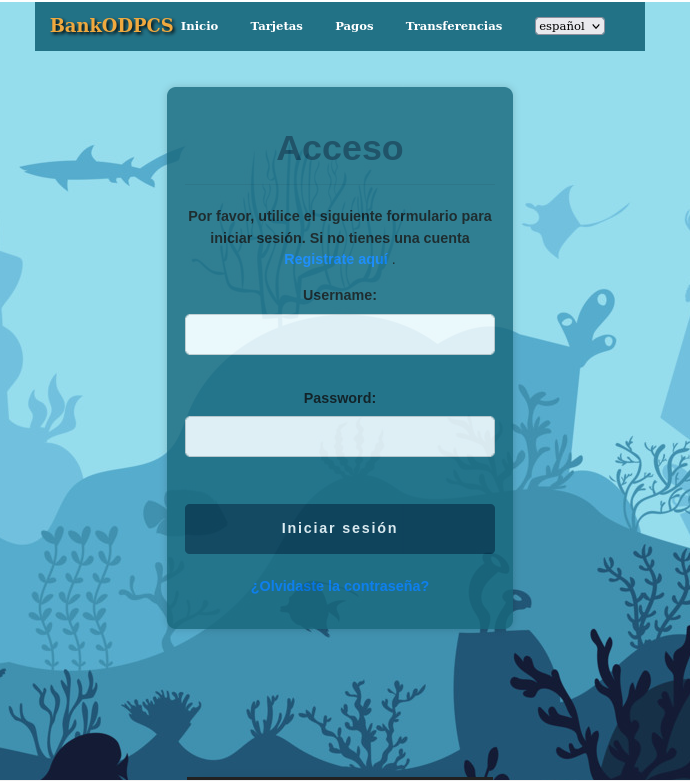 BankODPCS Inicio Tarjetas Pagos Transferencias español
Acceso
Por favor, utilice el siguiente formulario para
iniciar sesión. Si no tienes una cuenta
Registrate aquí .
Username:
Password:
Iniciar sesión
¿Olvidaste la contraseña?